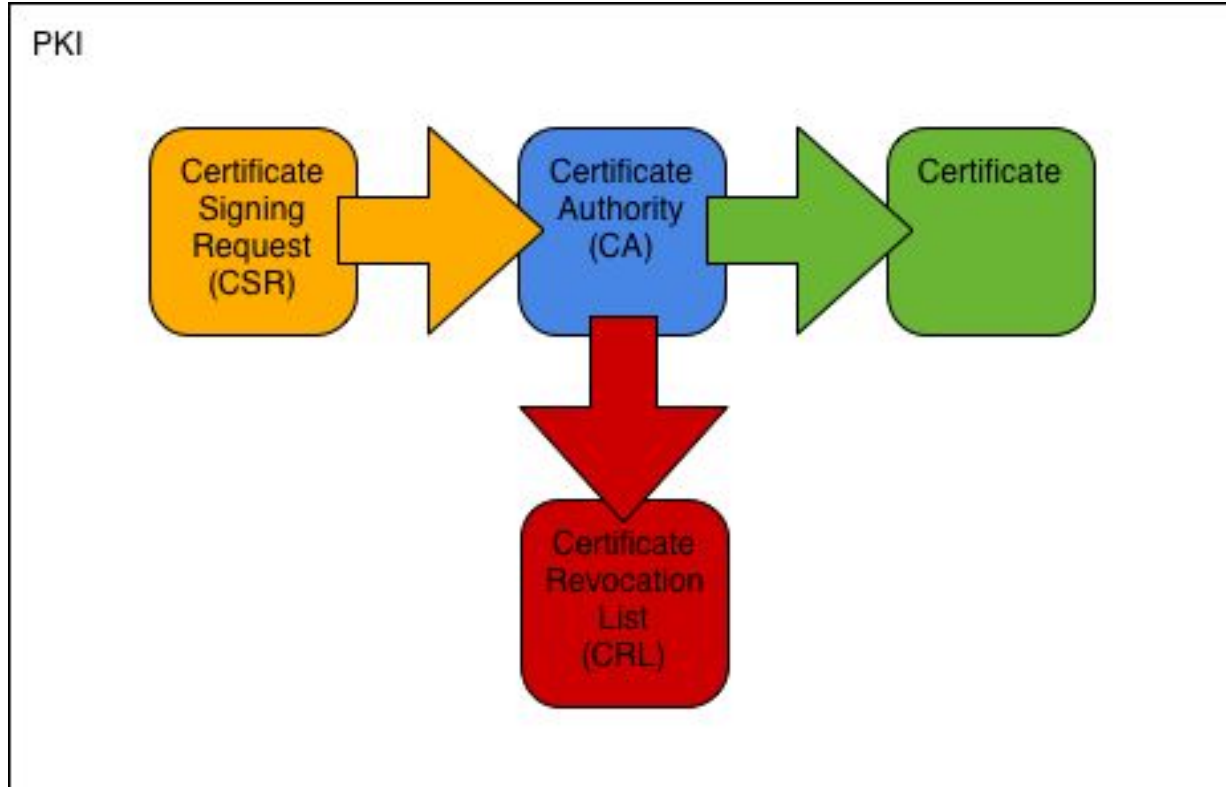 PKI
Certificate
Signing
Request
(CSR)
Certificate
Authority
(CA)
Certificate
Certificate
Revocation
List
(CRL)